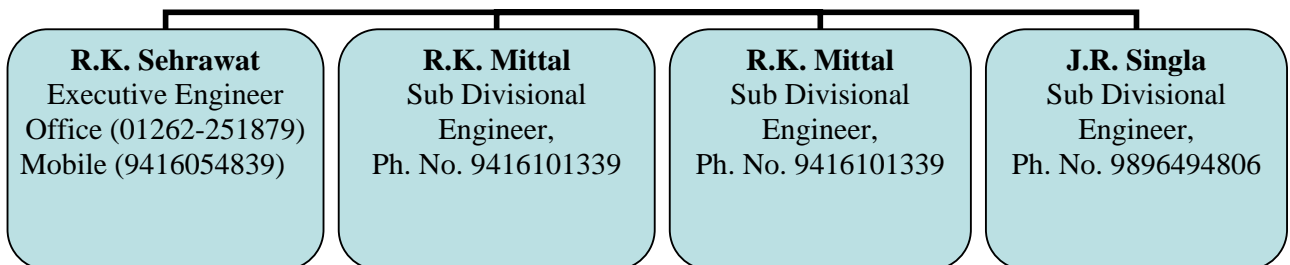 R.K. Sehrawat
Executive Engineer
Office (01262-251879)
Mobile (9416054839)
R.K. Mittal
Sub Divisional
Engineer,
Ph. No. 9416101339
R.K. Mittal
Sub Divisional
Engineer,
Ph. No. 9416101339
J.R. Singla
Sub Divisional
Engineer,
Ph. No. 9896494806